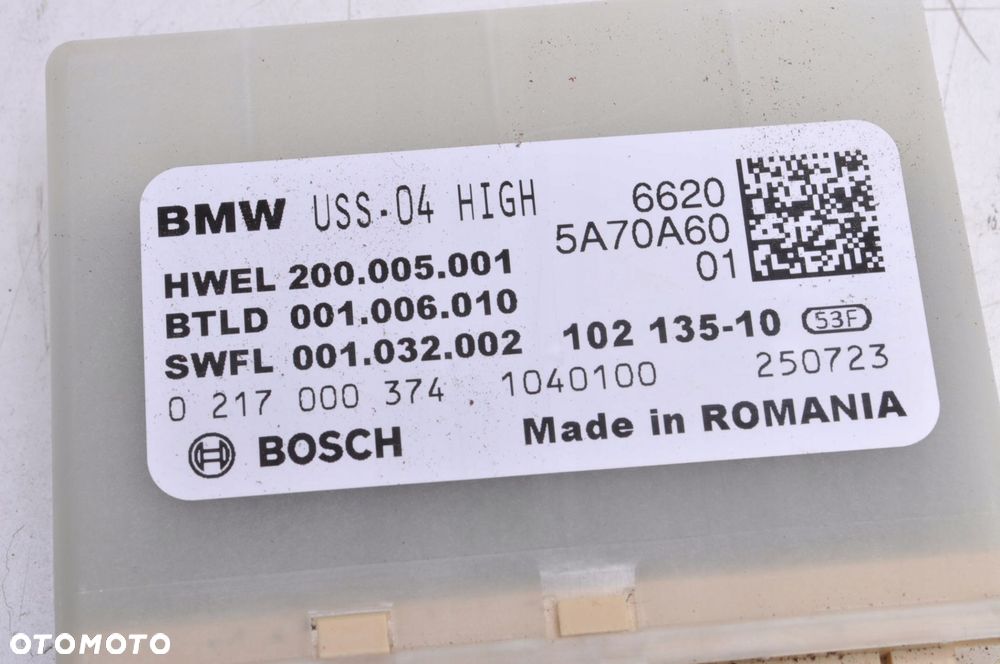 BMW USS-04 HIGH 6620
5A70A60
01
HWEL 200.005.001
BTLD 001.006.010
SWFL 001.032.002 102 135-10 53F
0 217 000 374 1040100 250723
BOSCH Made in ROMANIA
OTOMOTO